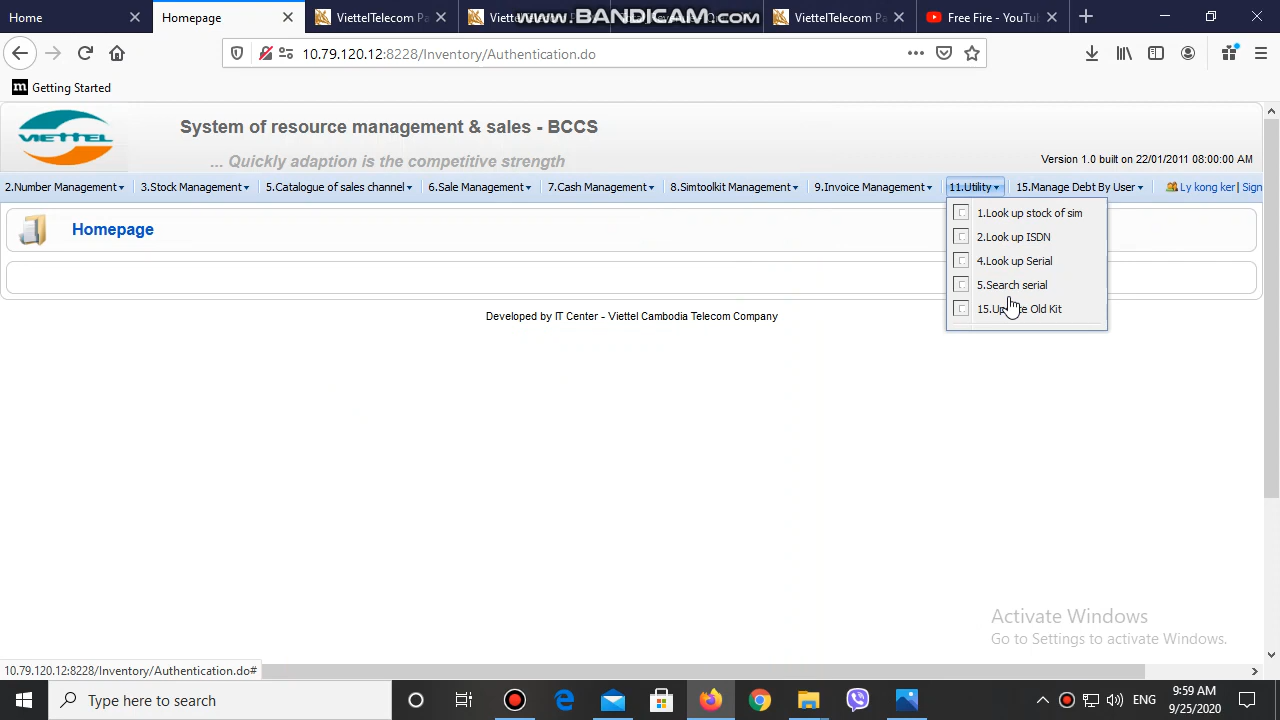 Home
Homepage
ViettelTelecom Pa
Viette
ViettelTelecom Pa
Free Fire - YouTu
www.BANDICAM.com
10.79.120.12:8228/Inventory/Authentication.do
m Getting Started
VIETTEL
System of resource management & sales - BCCS
... Quickly adaption is the competitive strength
Version 1.0 built on 22/01/2011 08:00:00 AM
2.Number Management
3.Stock Management
5.Catalogue of sales channel
6.Sale Management
7.Cash Management
8.Simtoolkit Management
9.Invoice Management
11.Utility
15.Manage Debt By User
Ly kong ker| Sign
1.Look up stock of sim
2.Look up ISDN
4.Look up Serial
5.Search serial
15. Old Kit
Homepage
Developed by IT Center - Viettel Cambodia Telecom Company
Activate Windows
Go to Settings to activate Windows.
10.79.120.12:8228/Inventory/Authentication.do#
Type here to search
ENG
9:59 AM
9/25/2020